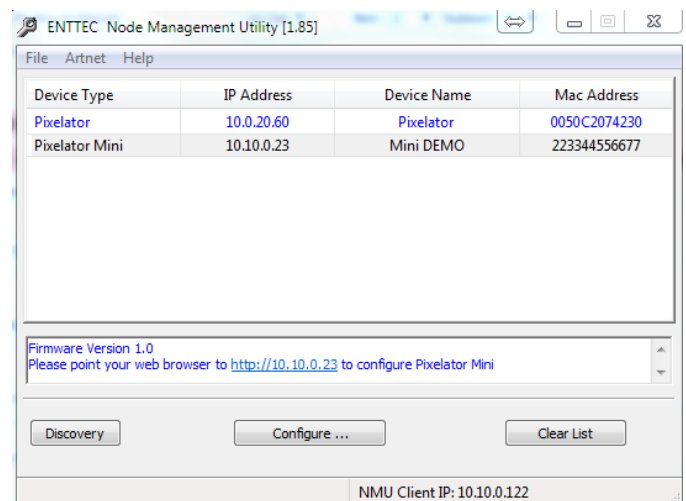 ENTTEC Node Management Utility [1.85]
File Artnet Help
Device Type IP Address Device Name Mac Address
Pixelator 10.0.20.60 Pixelator 0050C2074230
Pixelator Mini 10.10.0.23 Mini DEMO 223344556677
Firmware Version 1.0
Please point your web browser to http://10.10.0.23 to configure Pixelator Mini
Discovery Configure ... Clear List
NMU Client IP: 10.10.0.122